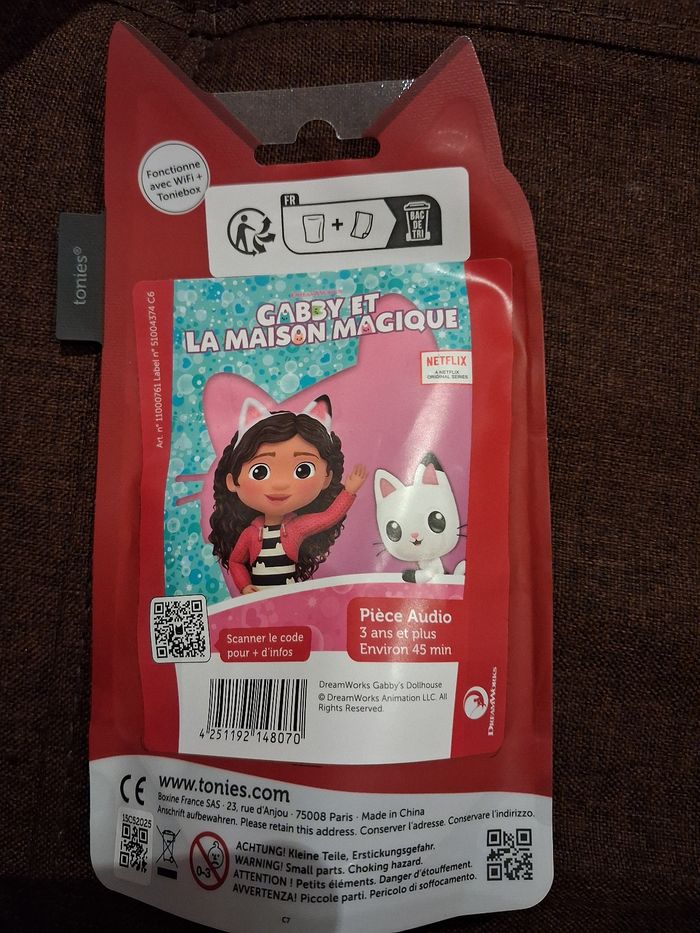 Fonctionne
avec WiFi +
Toniebox
tonies®
FR
BAC
DE
TRI
Art. n° 11000761 Label n° 51004374 C6
DREAMWORKS
GABBY ET
LA MAISON MAGIQUE
NETFLIX
A NETFLIX
ORIGINAL SERIES
Scanner le code
pour + d'infos
Pièce Audio
3 ans et plus
Environ 45 min
4 251192 148070
DreamWorks Gabby's Dollhouse
© DreamWorks Animation LLC. All
Rights Reserved.
DREAMWORKS
CE
www.tonies.com
Boxine France SAS · 23, rue d'Anjou · 75008 Paris · Made in China
Anschrift aufbewahren. Please retain this address. Conserver l'adresse. Conservare l'indirizzo.
15C52025
0-3
ACHTUNG! Kleine Teile, Erstickungsgefahr.
WARNING! Small parts. Choking hazard.
ATTENTION ! Petits éléments. Danger d'étouffement.
AVVERTENZA! Piccole parti. Pericolo di soffocamento.
C7